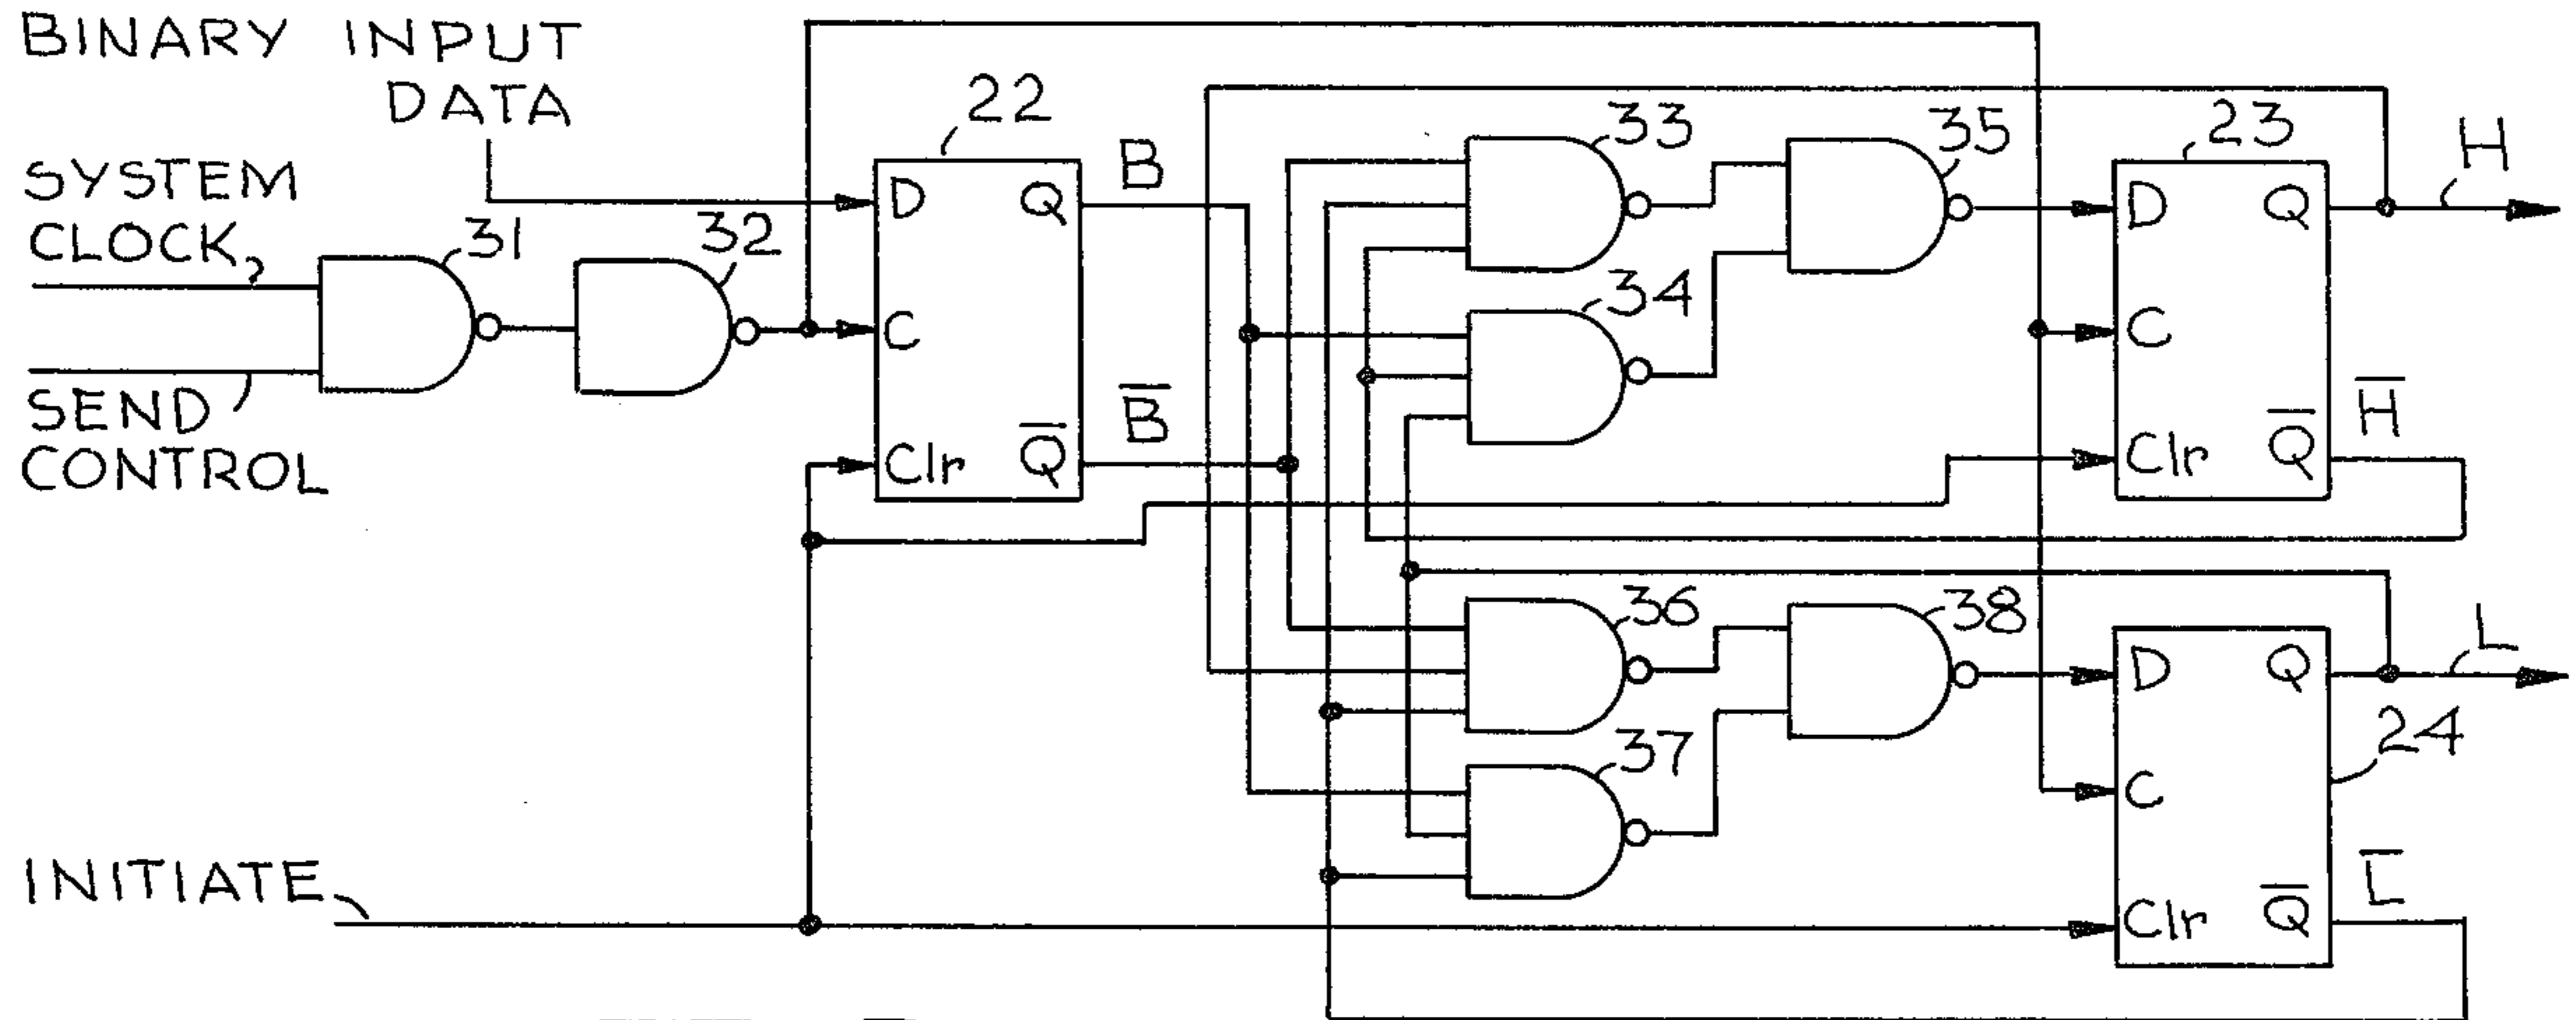 BINARY INPUT
DATA
SYSTEM
CLOCK
SEND
CONTROL
INITIATE
31
32
22
D
Q
C
Clr
Q̅
B
B̅
33
34
35
36
37
38
23
D
Q
C
Clr
Q̅
H
H̅
24
D
Q
C
Clr
Q̅
L
L̅